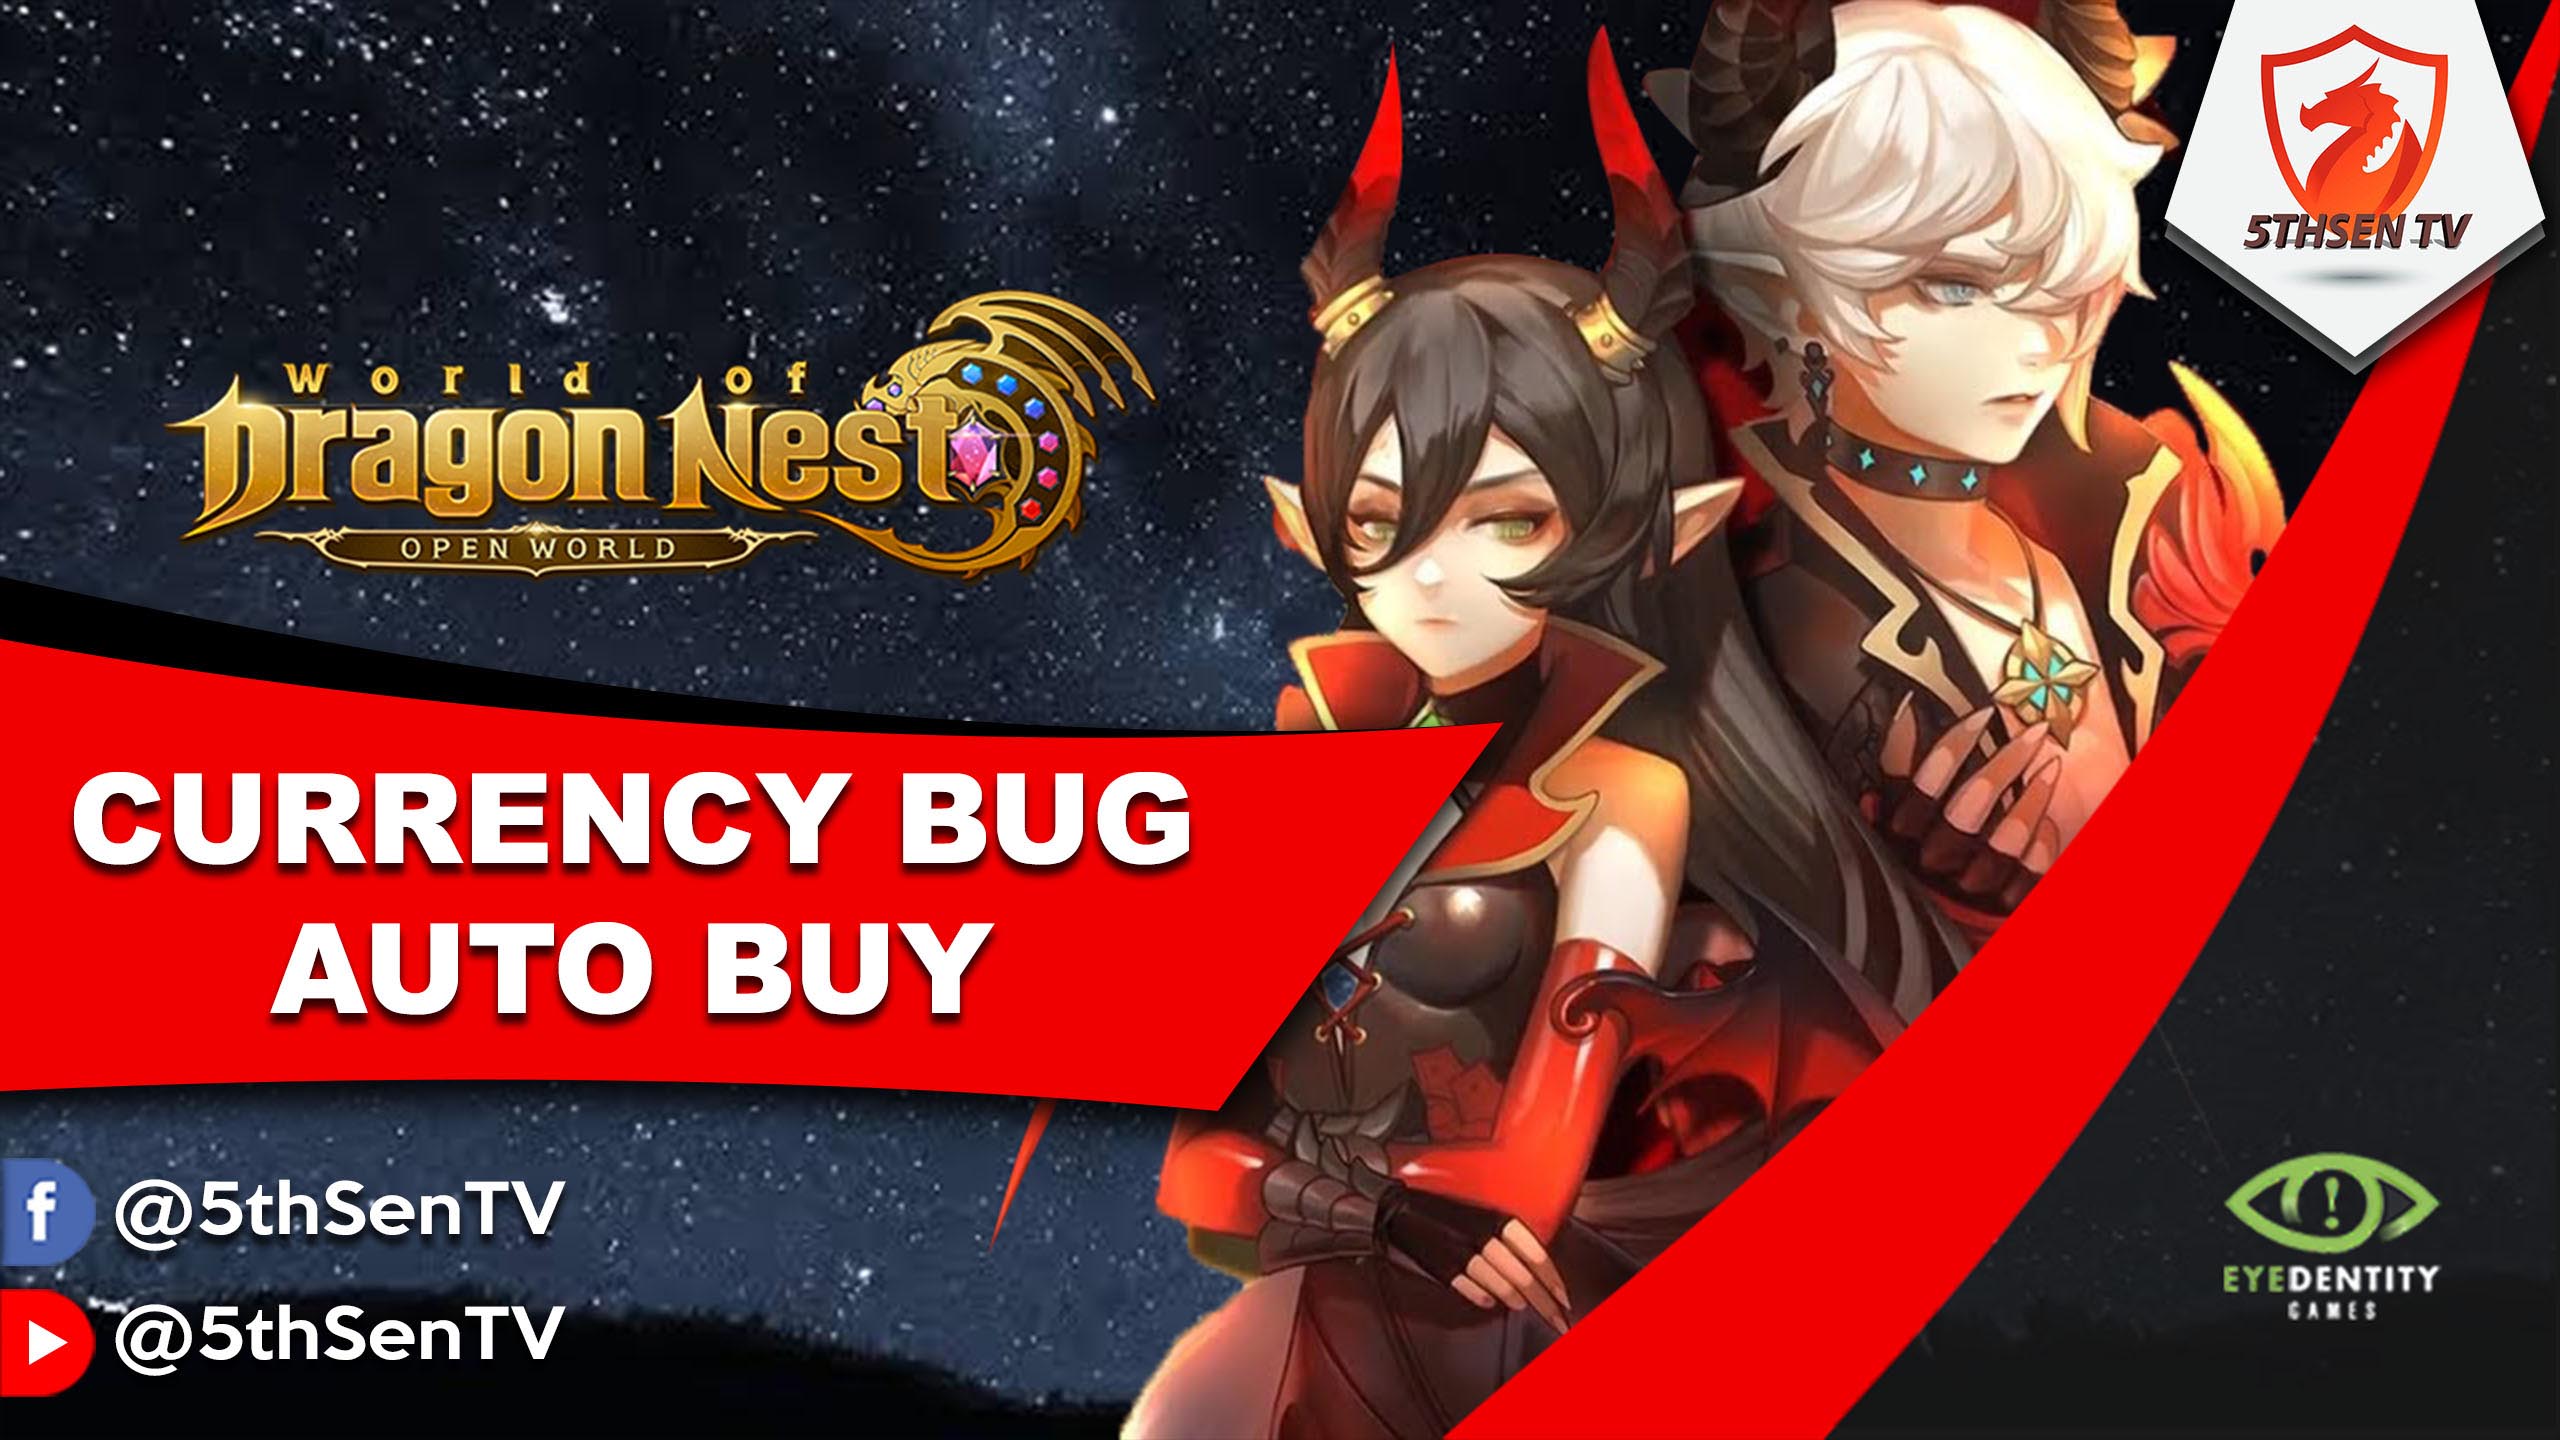 5THSEN TV
World of
Dragon Nest
OPEN WORLD
CURRENCY BUG
AUTO BUY
f @5thSenTV
@5thSenTV
EYEDENTITY
GAMES